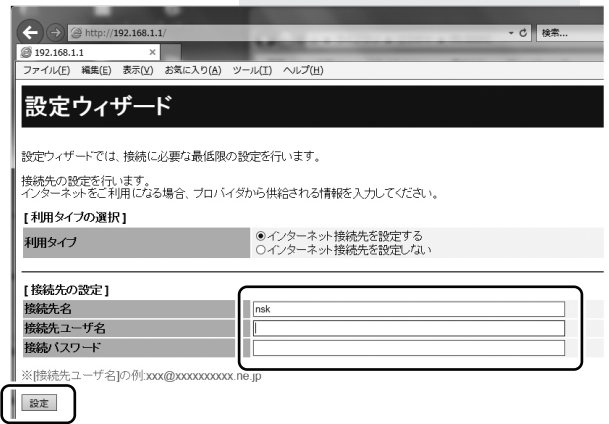 http://192.168.1.1/
検索...
192.168.1.1
×
ファイル(F) 編集(E) 表示(V) お気に入り(A) ツール(T) ヘルプ(H)
設定ウィザード
設定ウィザードでは、接続に必要な最低限の設定を行います。
接続先の設定を行います。
インターネットをご利用になる場合、プロバイダから供給される情報を入力してください。
[利用タイプの選択]
利用タイプ
インターネット接続先を設定する
インターネット接続先を設定しない
[接続先の設定]
接続先名 nsk
接続先ユーザ名
接続パスワード
※[接続先ユーザ名]の例:xxx@xxxxxxxxxx.ne.jp
設定